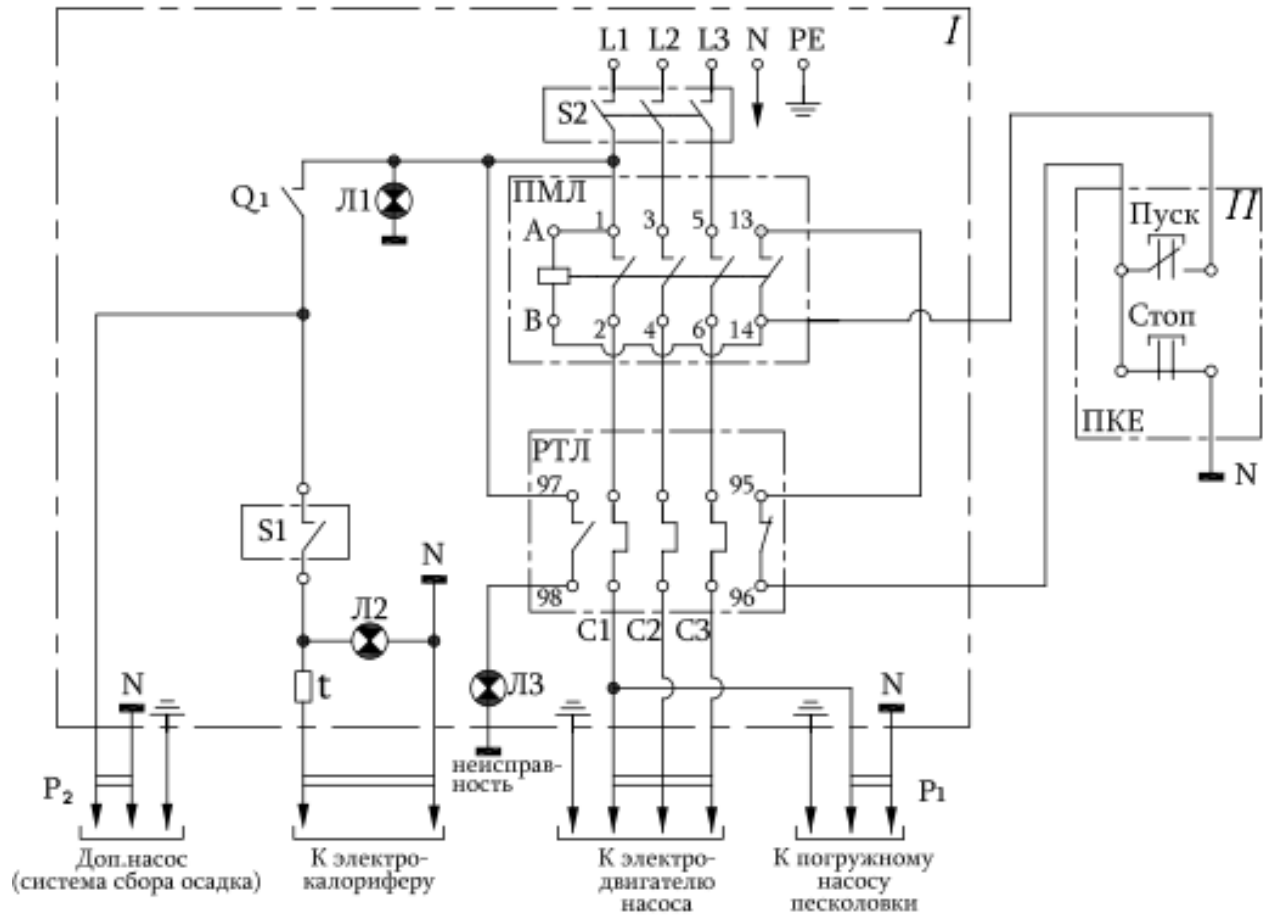 I
L1 L2 L3 N PE
S2
Q1
Л1
ПМЛ
A
1
3
5
13
B
2
4
6
14
II
Пуск
Стоп
ПКЕ
N
РТЛ
97
95
98
96
S1
N
Л2
t
C1
C2
C3
Л3
неисправ-
ность
N
N
P₂
P1
Доп.насос
(система сбора осадка)
К электро-
калориферу
К электро-
двигателю
насоса
К погружному
насосу
песколовки